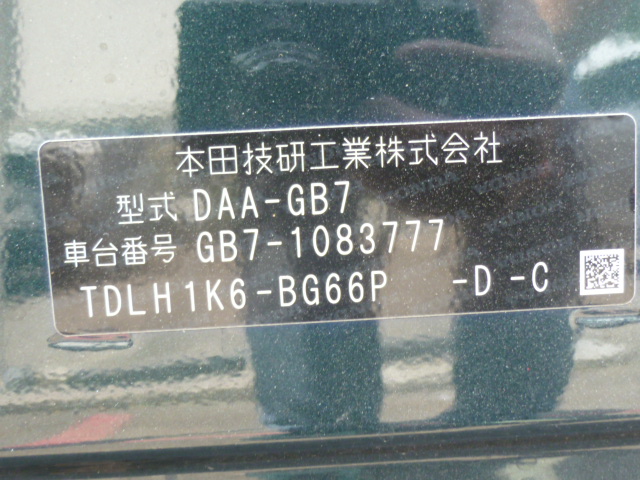 本田技研工業株式会社
型式 DAA-GB7
車台番号 GB7-1083777
TDLH1K6-BG66P -D-C